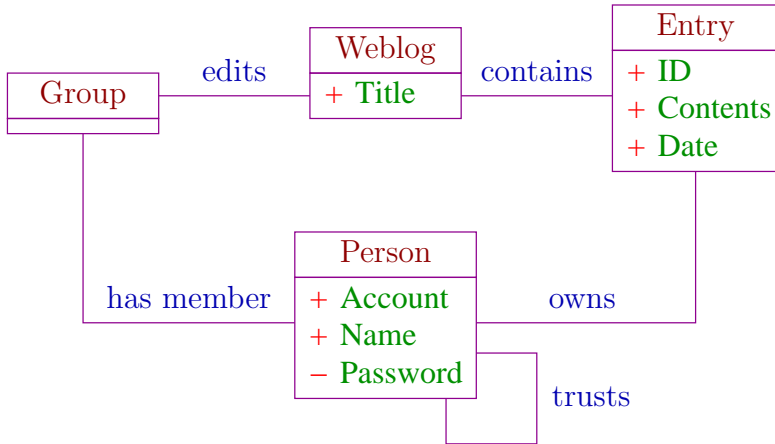 Entry
edits
Weblog
contains
+ ID
Group
+ Title
+ Contents
+ Date
Person
has member
+ Account
owns
+ Name
− Password
trusts